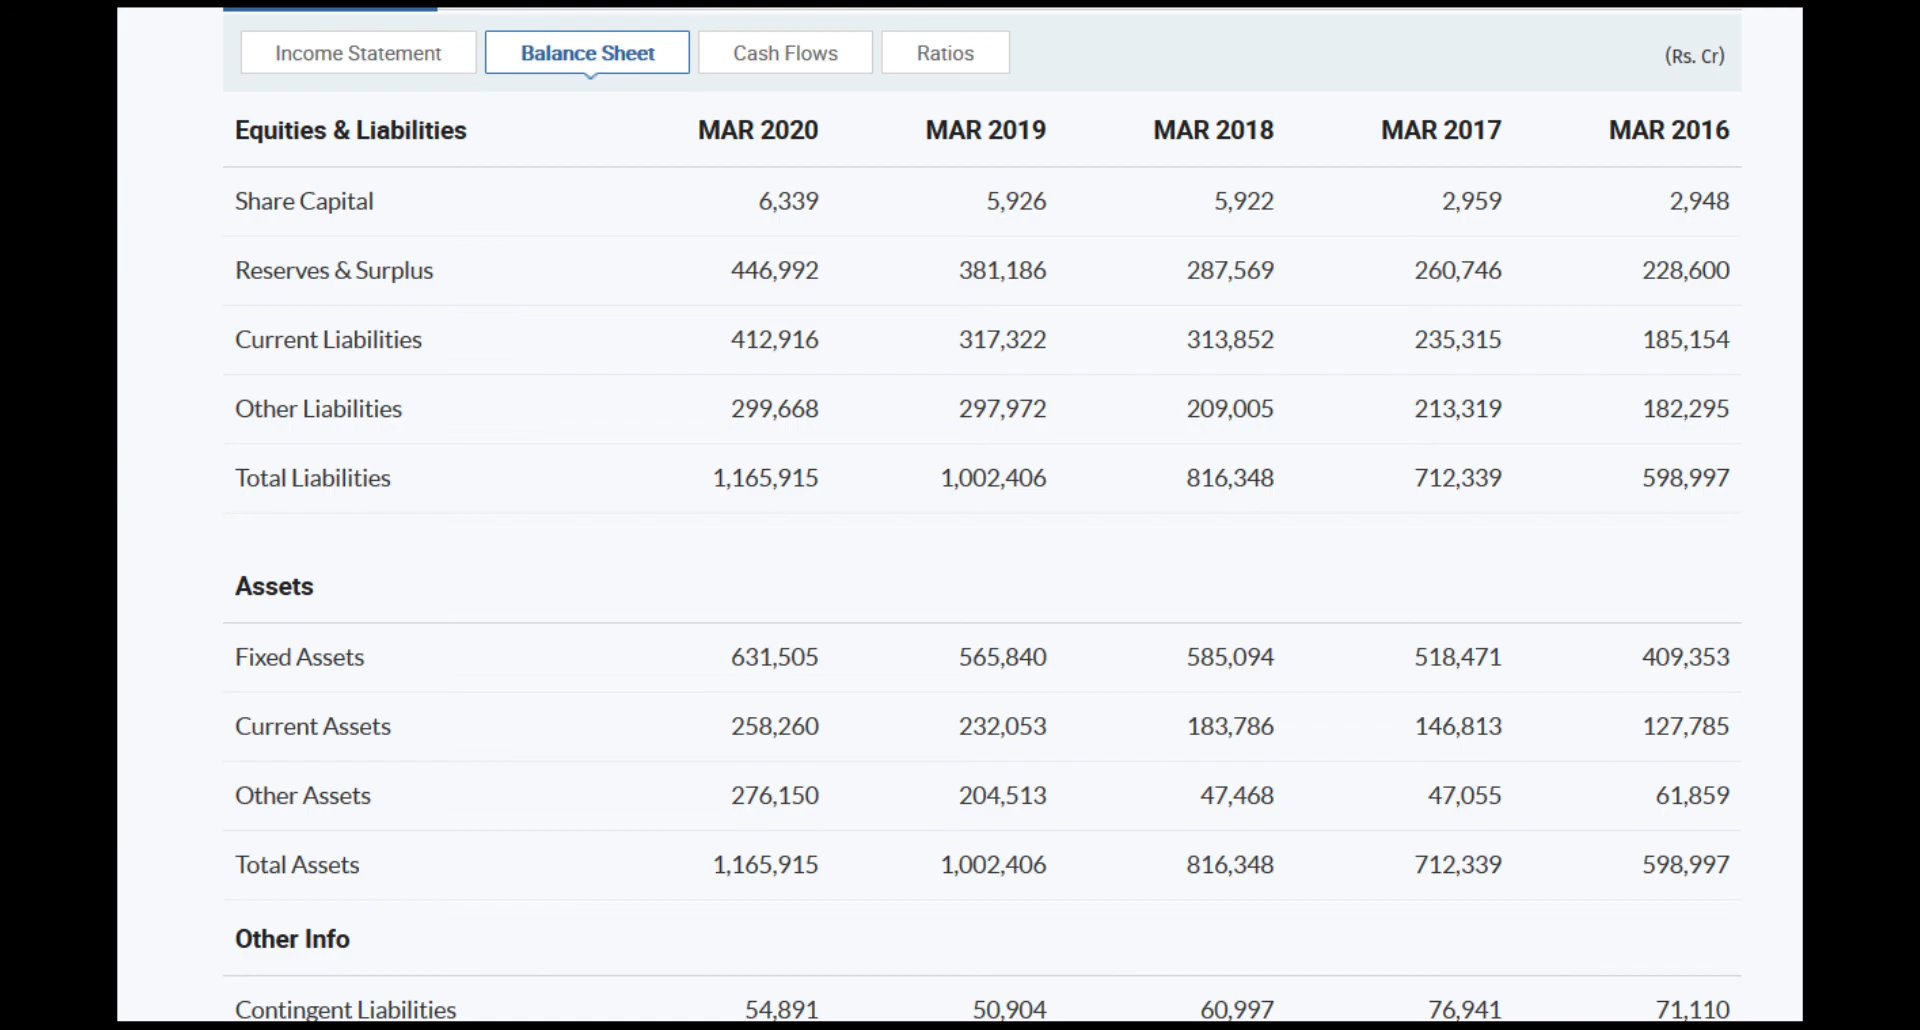 Income Statement Balance Sheet Cash Flows Ratios (Rs. Cr)
Equities & Liabilities MAR 2020 MAR 2019 MAR 2018 MAR 2017 MAR 2016
Share Capital 6,339 5,926 5,922 2,959 2,948
Reserves & Surplus 446,992 381,186 287,569 260,746 228,600
Current Liabilities 412,916 317,322 313,852 235,315 185,154
Other Liabilities 299,668 297,972 209,005 213,319 182,295
Total Liabilities 1,165,915 1,002,406 816,348 712,339 598,997
Assets
Fixed Assets 631,505 565,840 585,094 518,471 409,353
Current Assets 258,260 232,053 183,786 146,813 127,785
Other Assets 276,150 204,513 47,468 47,055 61,859
Total Assets 1,165,915 1,002,406 816,348 712,339 598,997
Other Info
Contingent Liabilities 54,891 50,904 60,997 76,941 71,110